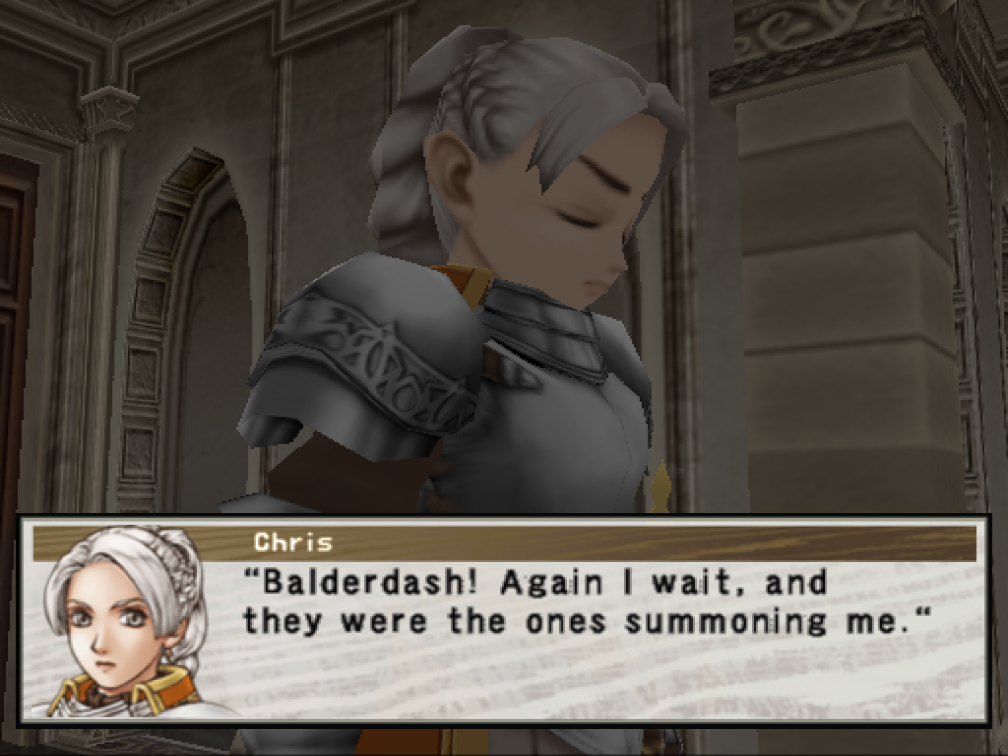 Chris
“Balderdash! Again I wait, and
they were the ones summoning me.“